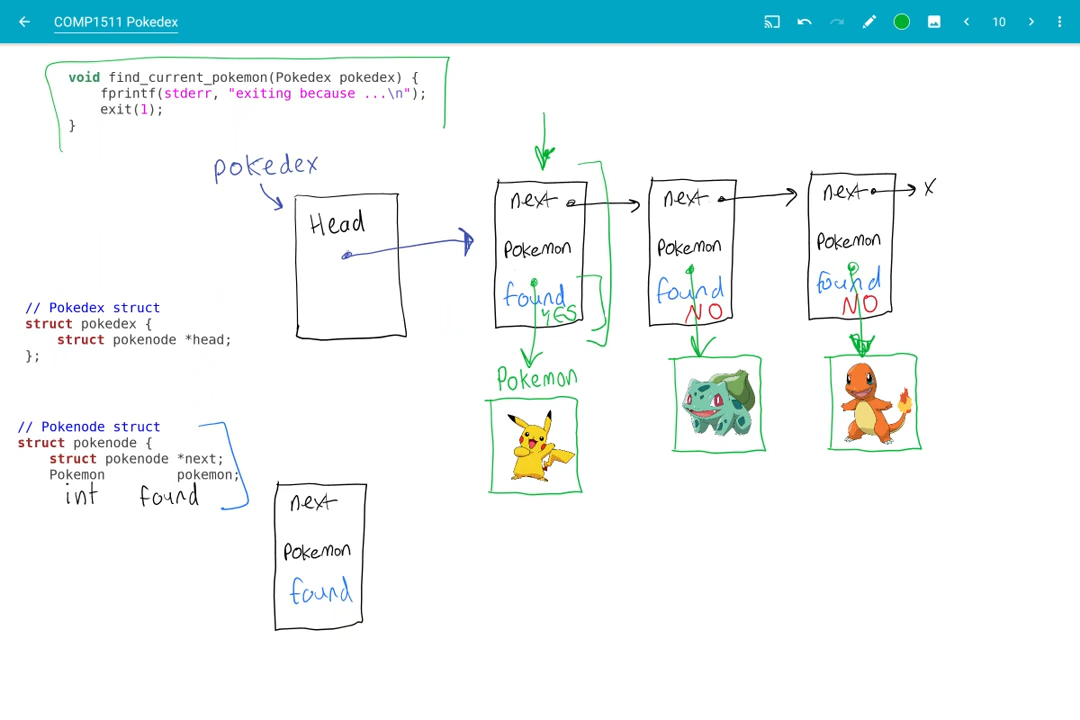 COMP1511 Pokedex
10
void find_current_pokemon(Pokedex pokedex) {
    fprintf(stderr, "exiting because ...\n");
    exit(1);
}
pokedex
Head
next
Pokemon
found
YES
Pokemon
next
Pokemon
found
NO
next
Pokemon
found
NO
X
// Pokedex struct
struct pokedex {
    struct pokenode *head;
};
// Pokenode struct
struct pokenode {
    struct pokenode *next;
    Pokemon         pokemon;
int found
next
Pokemon
found